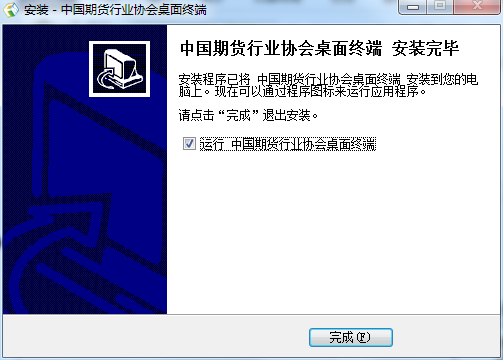 安装 - 中国期货行业协会桌面终端
中国期货行业协会桌面终端 安装完毕
安装程序已将 中国期货行业协会桌面终端 安装到您的电
脑上。现在可以通过程序图标来运行应用程序。
请点击“完成”退出安装。
运行 中国期货行业协会桌面终端
完成(F)